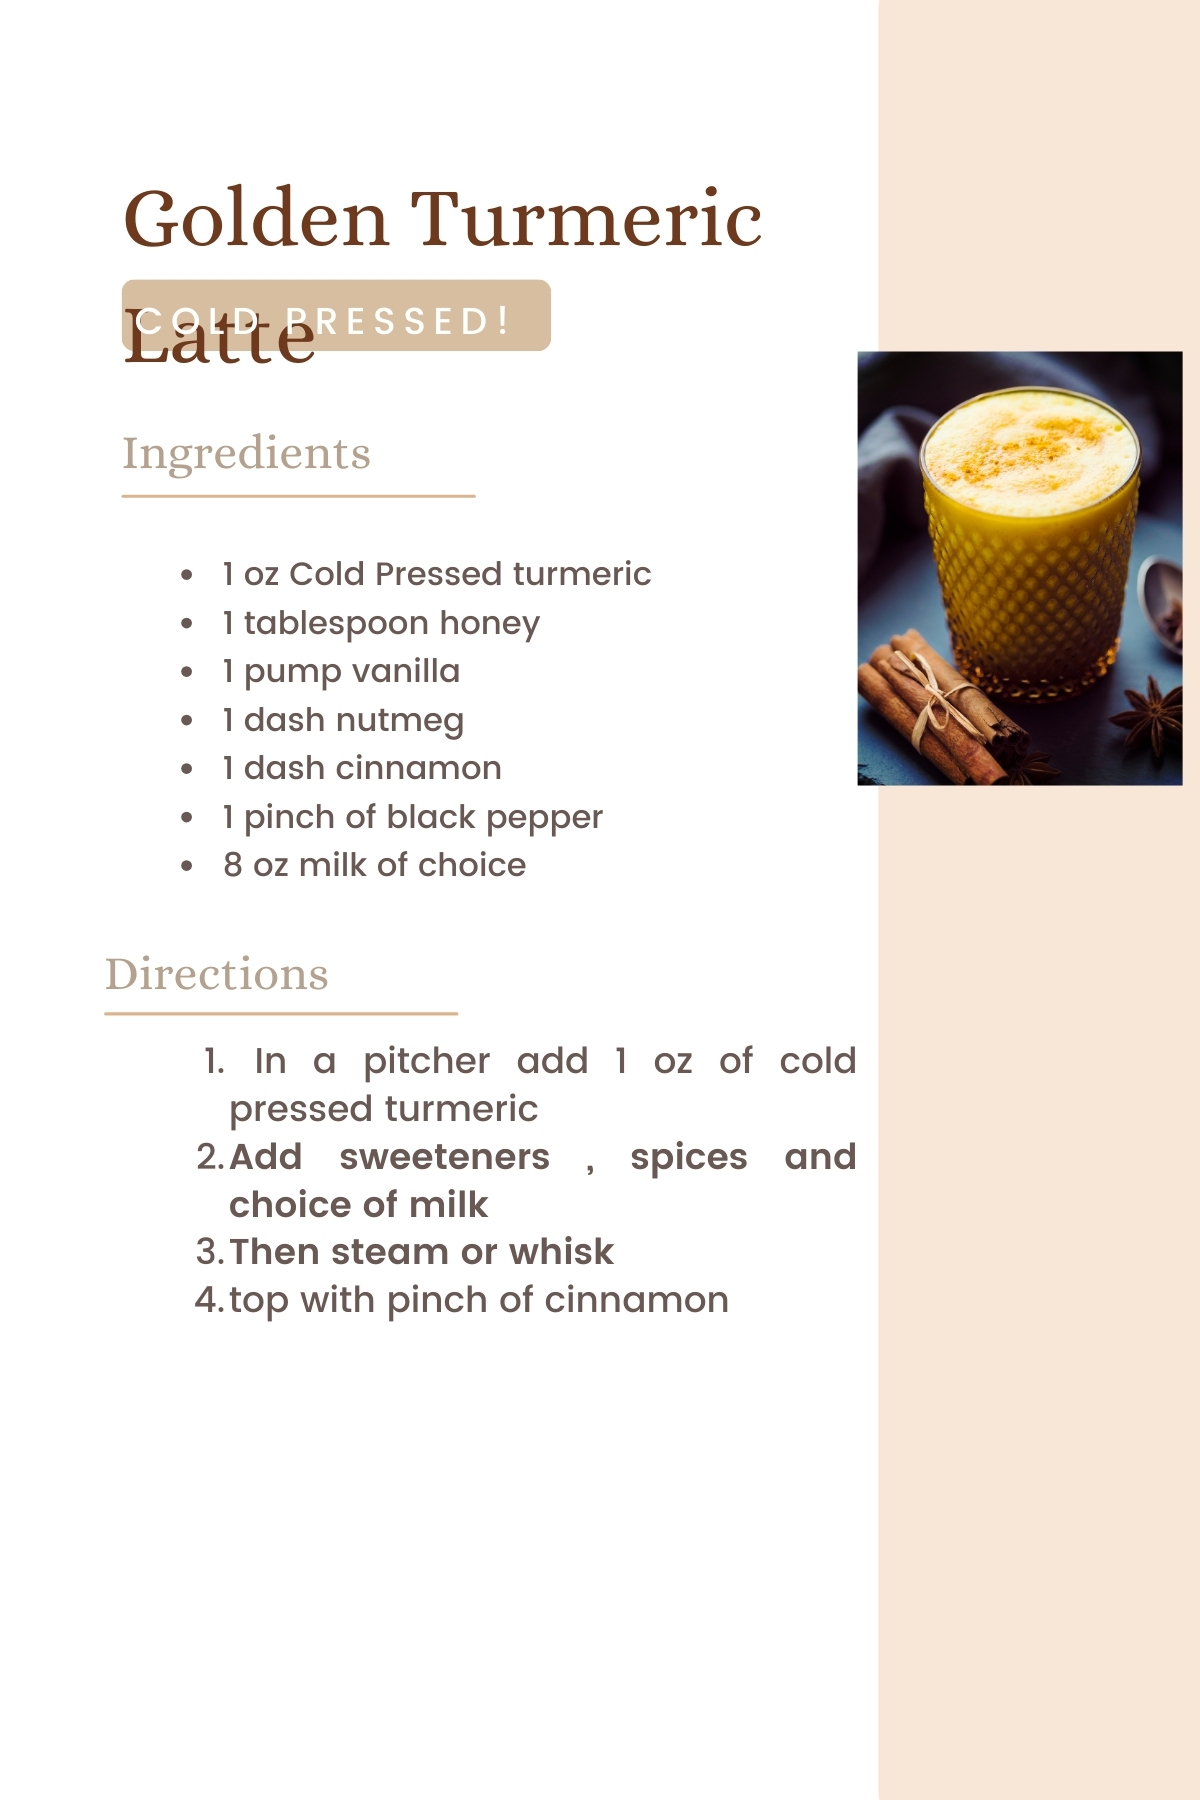 Golden Turmeric
COLD PRESSED!
Latte
Ingredients
• 1 oz Cold Pressed turmeric
• 1 tablespoon honey
• 1 pump vanilla
• 1 dash nutmeg
• 1 dash cinnamon
• 1 pinch of black pepper
• 8 oz milk of choice
Directions
1. In a pitcher add 1 oz of cold
pressed turmeric
2. Add sweeteners , spices and
choice of milk
3. Then steam or whisk
4. top with pinch of cinnamon